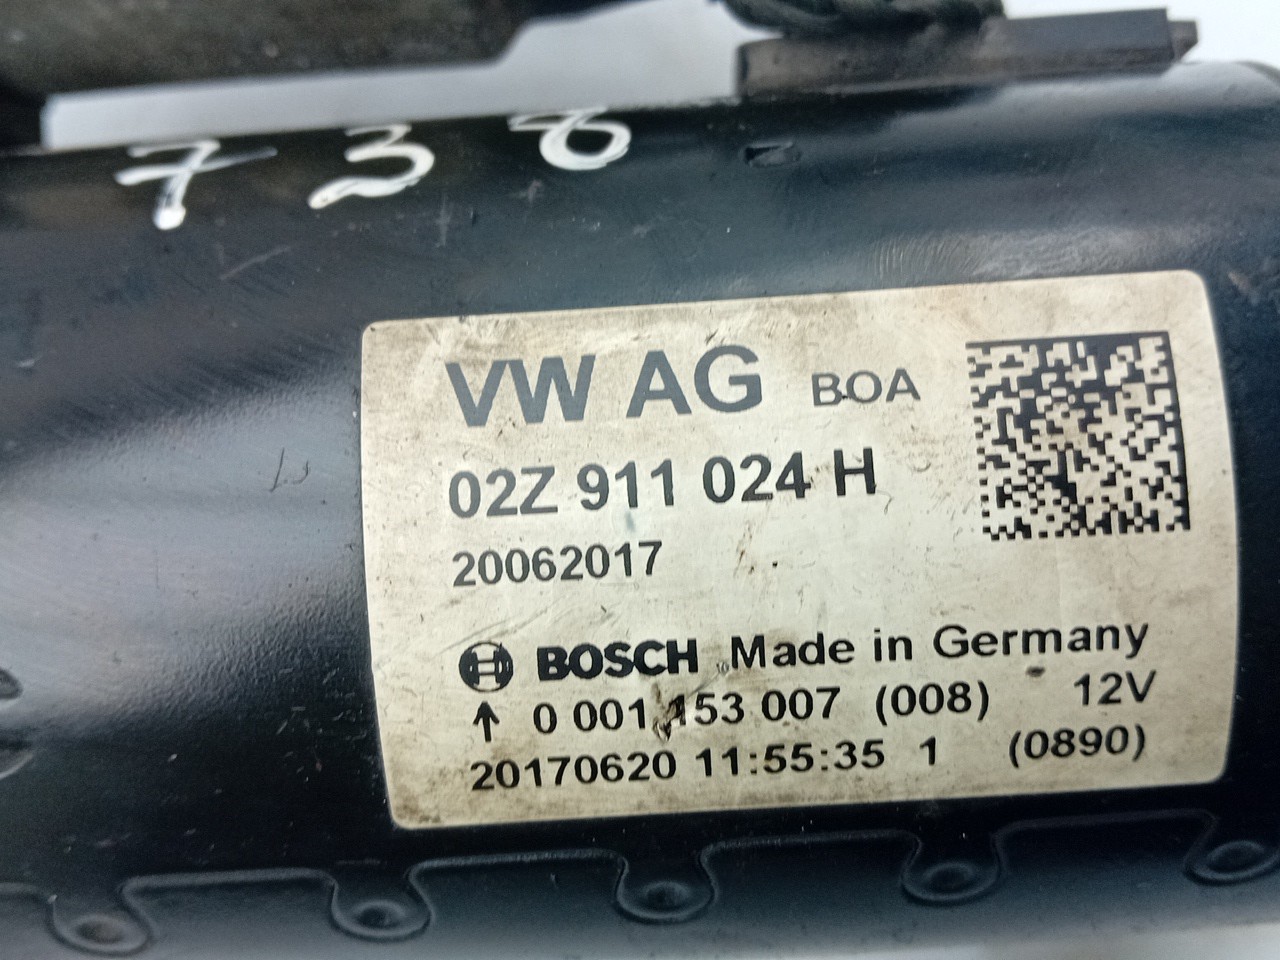 738
VW AG BOA
02Z 911 024 H
20062017
BOSCH Made in Germany
↑ 0 001 153 007 (008) 12V
20170620 11:55:35 1 (0890)